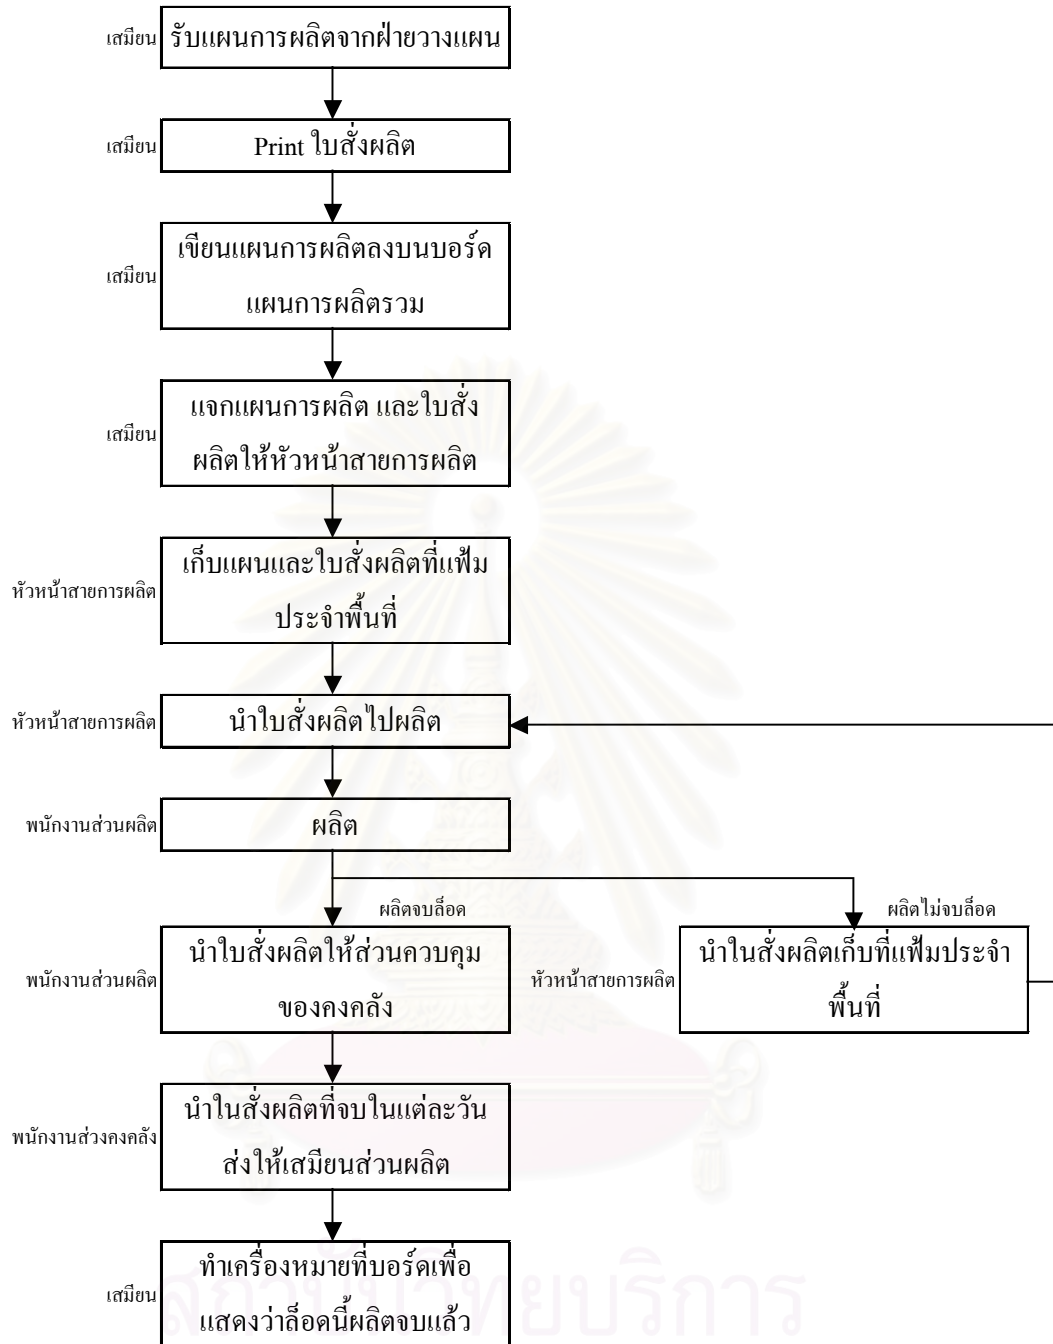 เสมียน
รับแผนการผลิตจากฝ่ายวางแผน
เสมียน
Print ใบสั่งผลิต
เสมียน
เขียนแผนการผลิตลงบนบอร์ด
แผนการผลิตรวม
เสมียน
แจกแผนการผลิต และใบสั่ง
ผลิตให้หัวหน้าสายการผลิต
หัวหน้าสายการผลิต
เก็บแผนและใบสั่งผลิตที่แฟ้ม
ประจำพื้นที่
หัวหน้าสายการผลิต
นำใบสั่งผลิตไปผลิต
พนักงานส่วนผลิต
ผลิต
ผลิตจบล็อด
ผลิตไม่จบล็อด
พนักงานส่วนผลิต
นำใบสั่งผลิตให้ส่วนควบคุม
ของคงคลัง
หัวหน้าสายการผลิต
นำในสั่งผลิตเก็บที่แฟ้มประจำ
พื้นที่
พนักงานส่วงคงคลัง
นำในสั่งผลิตที่จบในแต่ละวัน
ส่งให้เสมียนส่วนผลิต
เสมียน
ทำเครื่องหมายที่บอร์ดเพื่อ
แสดงว่าล็อดนี้ผลิตจบแล้ว
สถาบันวิทยบริการ